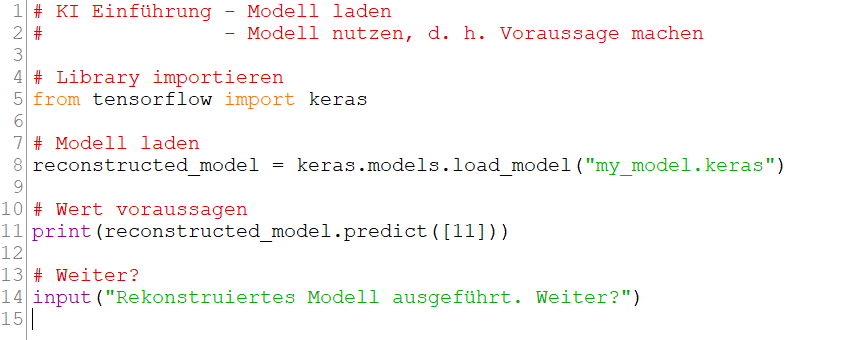 1 # KI Einführung - Modell laden
2 #               - Modell nutzen, d. h. Voraussage machen
3
4 # Library importieren
5 from tensorflow import keras
6
7 # Modell laden
8 reconstructed_model = keras.models.load_model("my_model.keras")
9
10 # Wert voraussagen
11 print(reconstructed_model.predict([11]))
12
13 # Weiter?
14 input("Rekonstruiertes Modell ausgeführt. Weiter?")
15